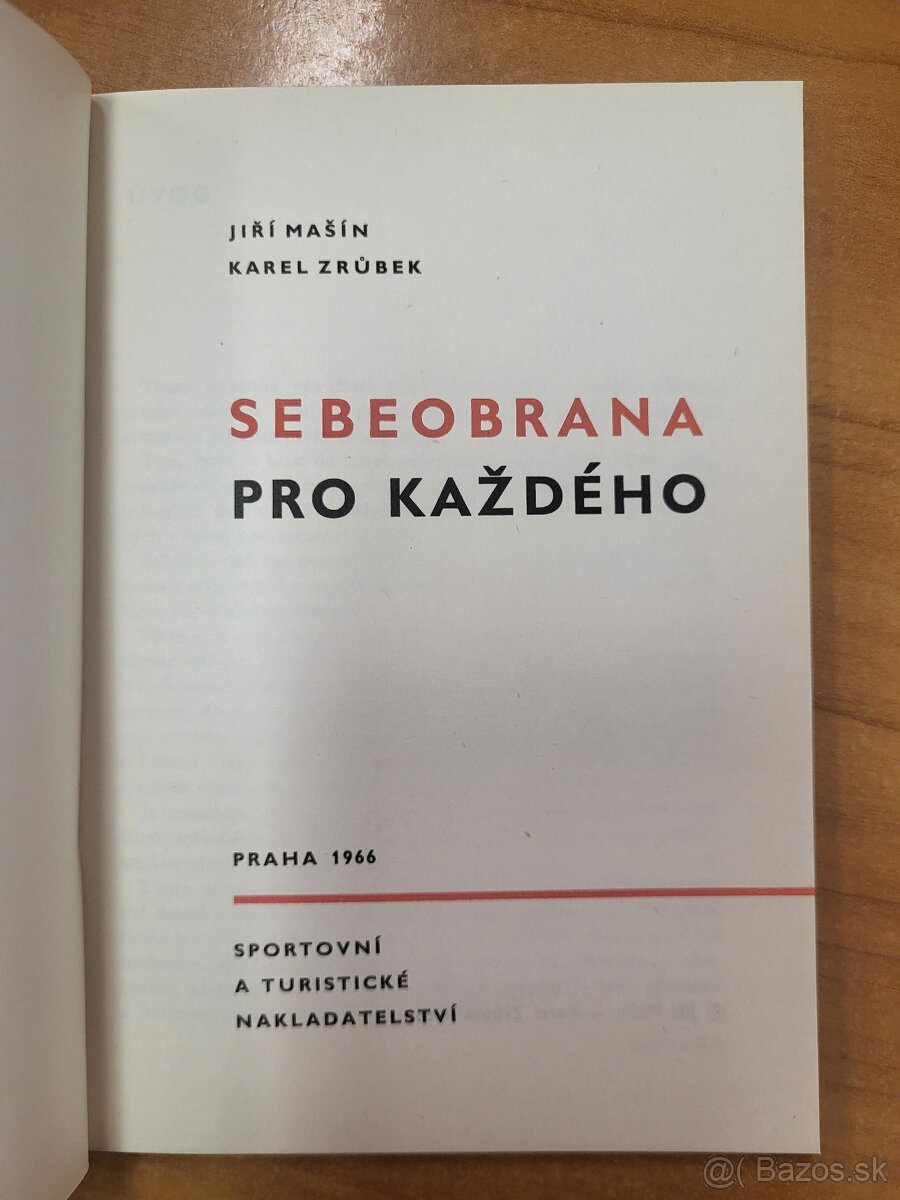 JIŘÍ MAŠÍN
KAREL ZRŮBEK
SEBEOBRANA
PRO KAŽDÉHO
PRAHA 1966
SPORTOVNÍ
A TURISTICKÉ
NAKLADATELSTVÍ
@( Bazos.sk